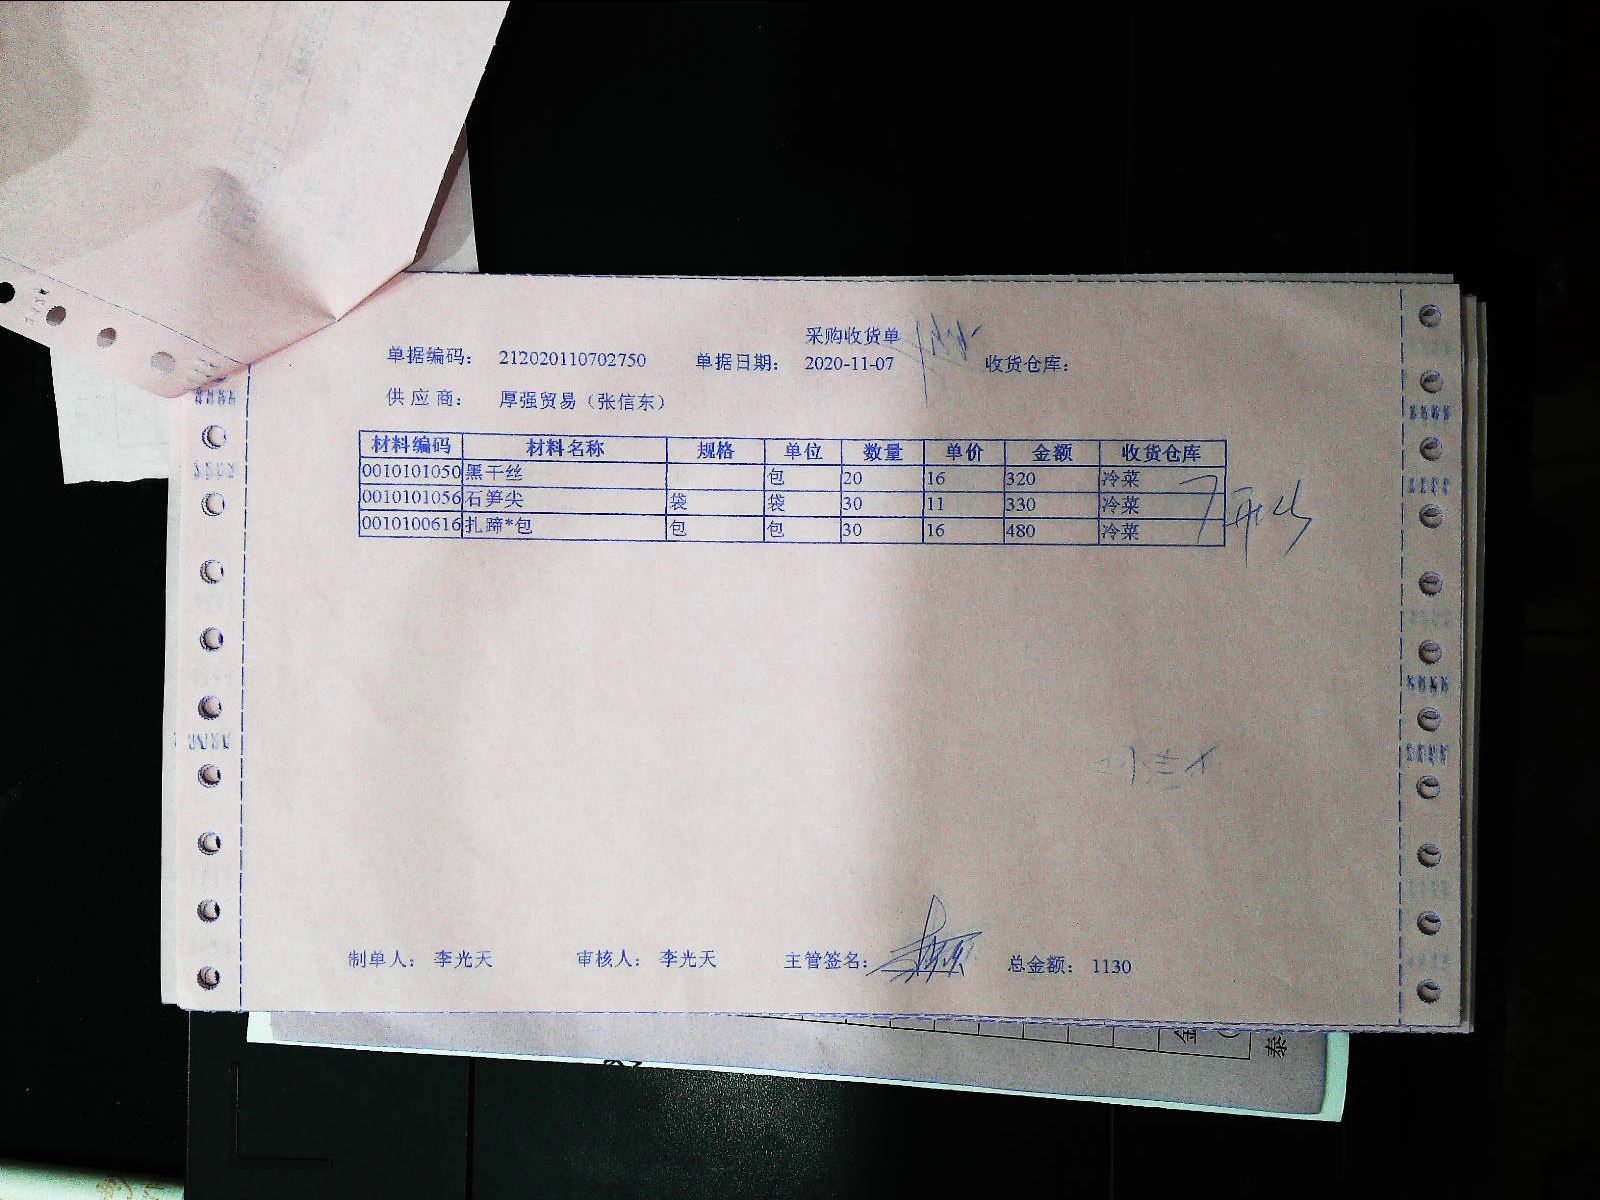 采购收货单
单据编码： 212020110702750 单据日期： 2020-11-07 收货仓库：
供 应 商： 厚强贸易（张信东）
材料编码 材料名称 规格 单位 数量 单价 金额 收货仓库
0010101050 黑干丝 包 20 16 320 冷菜
0010101056 石笋尖 袋 袋 30 11 330 冷菜
0010100616 扎蹄*包 包 包 30 16 480 冷菜
制单人： 李光天 审核人： 李光天 主管签名： 总金额： 1130
金
泰